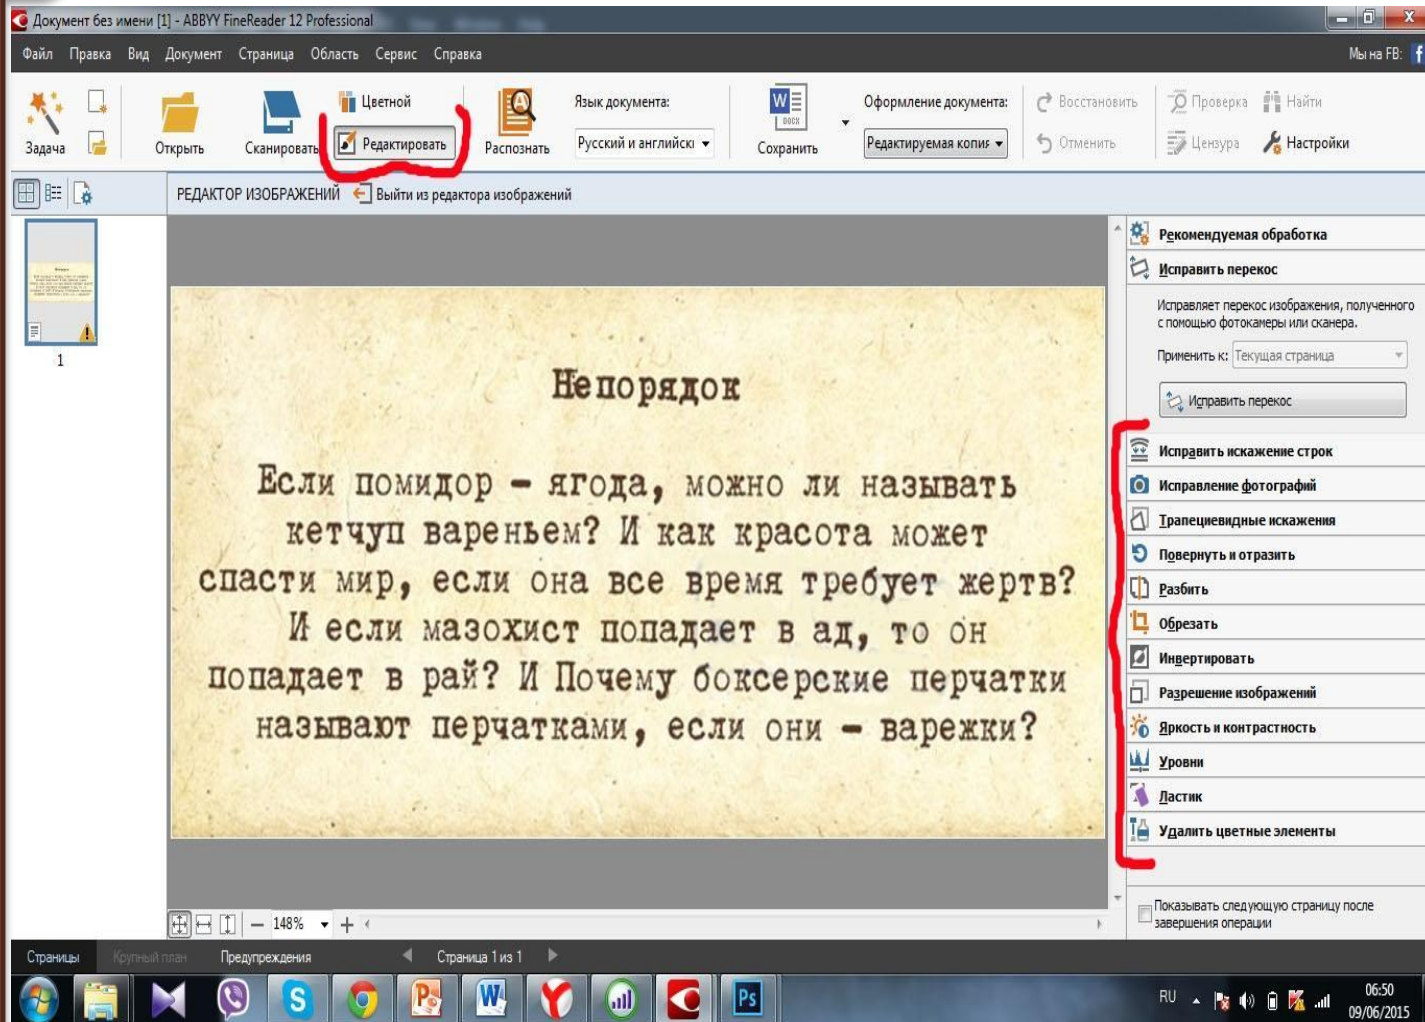 Документ без имени [1] - ABBYY FineReader 12 Professional
Файл Правка Вид Документ Страница Область Сервис Справка
Мы на FB: f
Задача
Открыть
Сканировать
Цветной
Редактировать
Распознать
Язык документа:
Русский и английскі
Сохранить
Оформление документа:
Редактируемая копия
Восстановить
Отменить
Проверка
Найти
Цензура
Настройки
РЕДАКТОР ИЗОБРАЖЕНИЙ Выйти из редактора изображений
1
Непорядок
Если помидор – ягода, можно ли называть
кетчуп вареньем? И как красота может
спасти мир, если она все время требует жертв?
И если мазохист попадает в ад, то он
попадает в рай? И Почему боксерские перчатки
называют перчатками, если они – варежки?
Рекомендуемая обработка
Исправить перекос
Исправляет перекос изображения, полученного
с помощью фотокамеры или сканера.
Применить к: Текущая страница
Исправить перекос
Исправить искажение строк
Исправление фотографий
Трапециевидные искажения
Повернуть и отразить
Разбить
Обрезать
Инвертировать
Разрешение изображений
Яркость и контрастность
Уровни
Ластик
Удалить цветные элементы
Показывать следующую страницу после
завершения операции
148%
Страницы Крупный план Предупреждения Страница 1 из 1
RU
06:50
09/06/2015